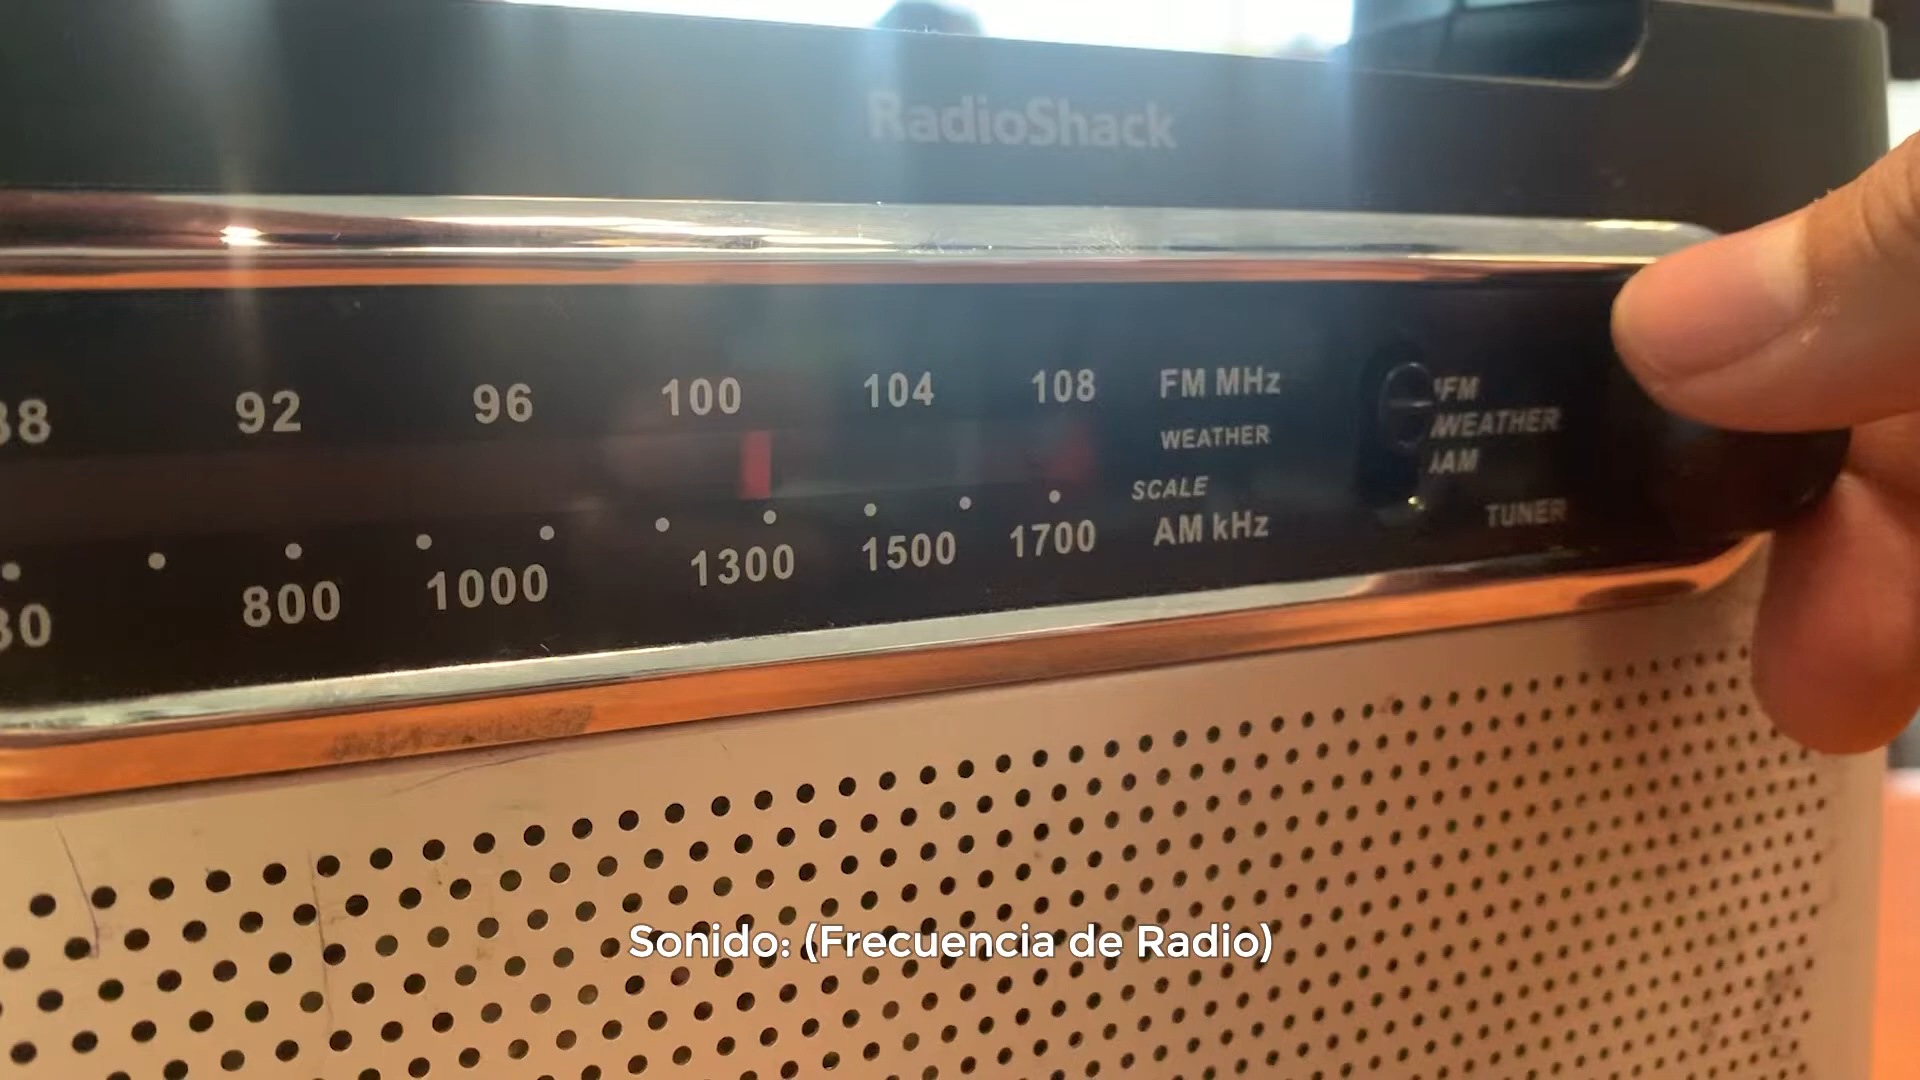 RadioShack
88 92 96 100 104 108 FM MHz
WEATHER
SCALE
800 1000 1300 1500 1700 AM kHz
FM
WEATHER
AM
TUNER
Sonido: (Frecuencia de Radio)